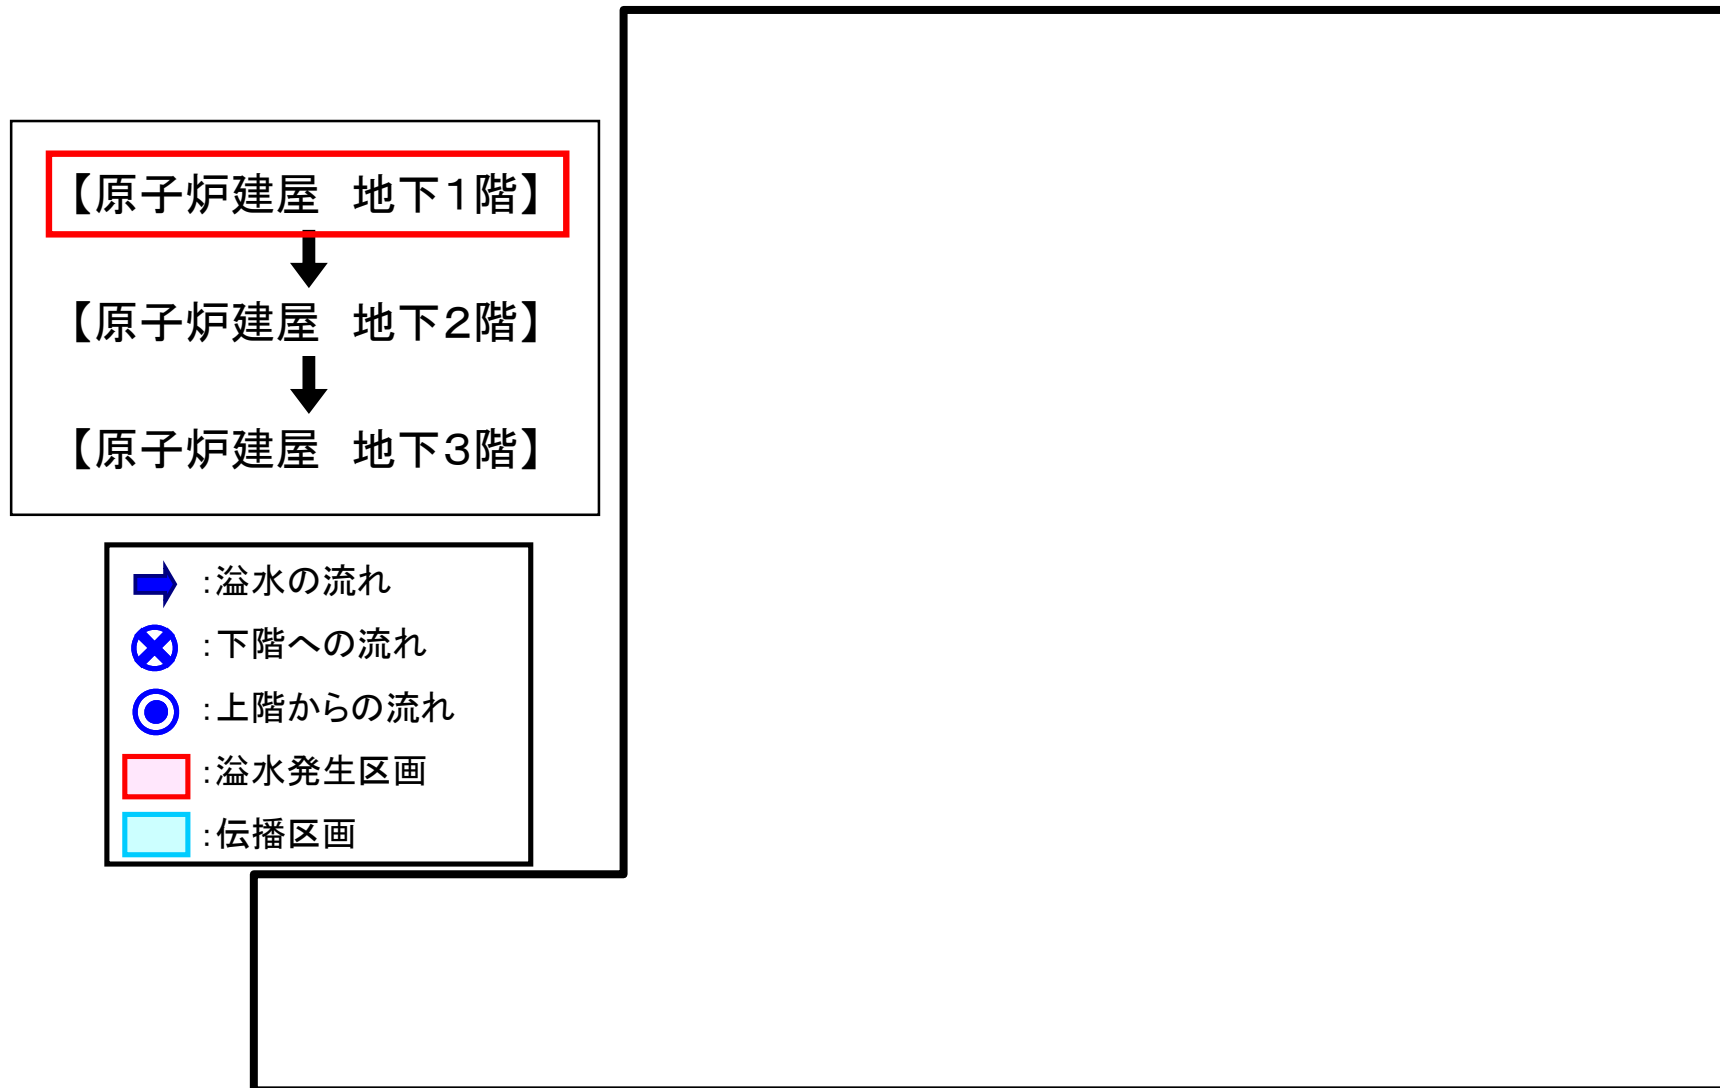 【原子炉建屋　地下1階】
【原子炉建屋　地下2階】
【原子炉建屋　地下3階】
：溢水の流れ
：下階への流れ
：上階からの流れ
：溢水発生区画
：伝播区画